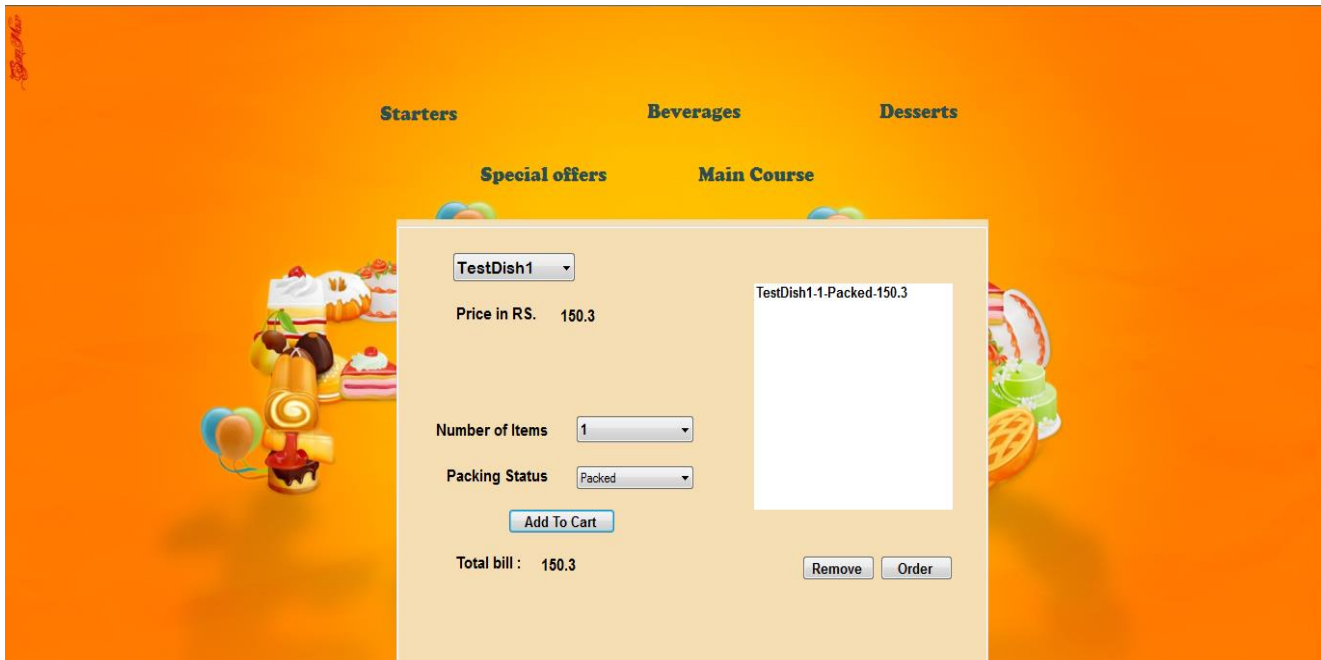 Starters Beverages Desserts
Special offers Main Course
TestDish1
Price in RS. 150.3
TestDish1-1-Packed-150.3
Number of Items 1
Packing Status Packed
Add To Cart
Total bill : 150.3
Remove Order